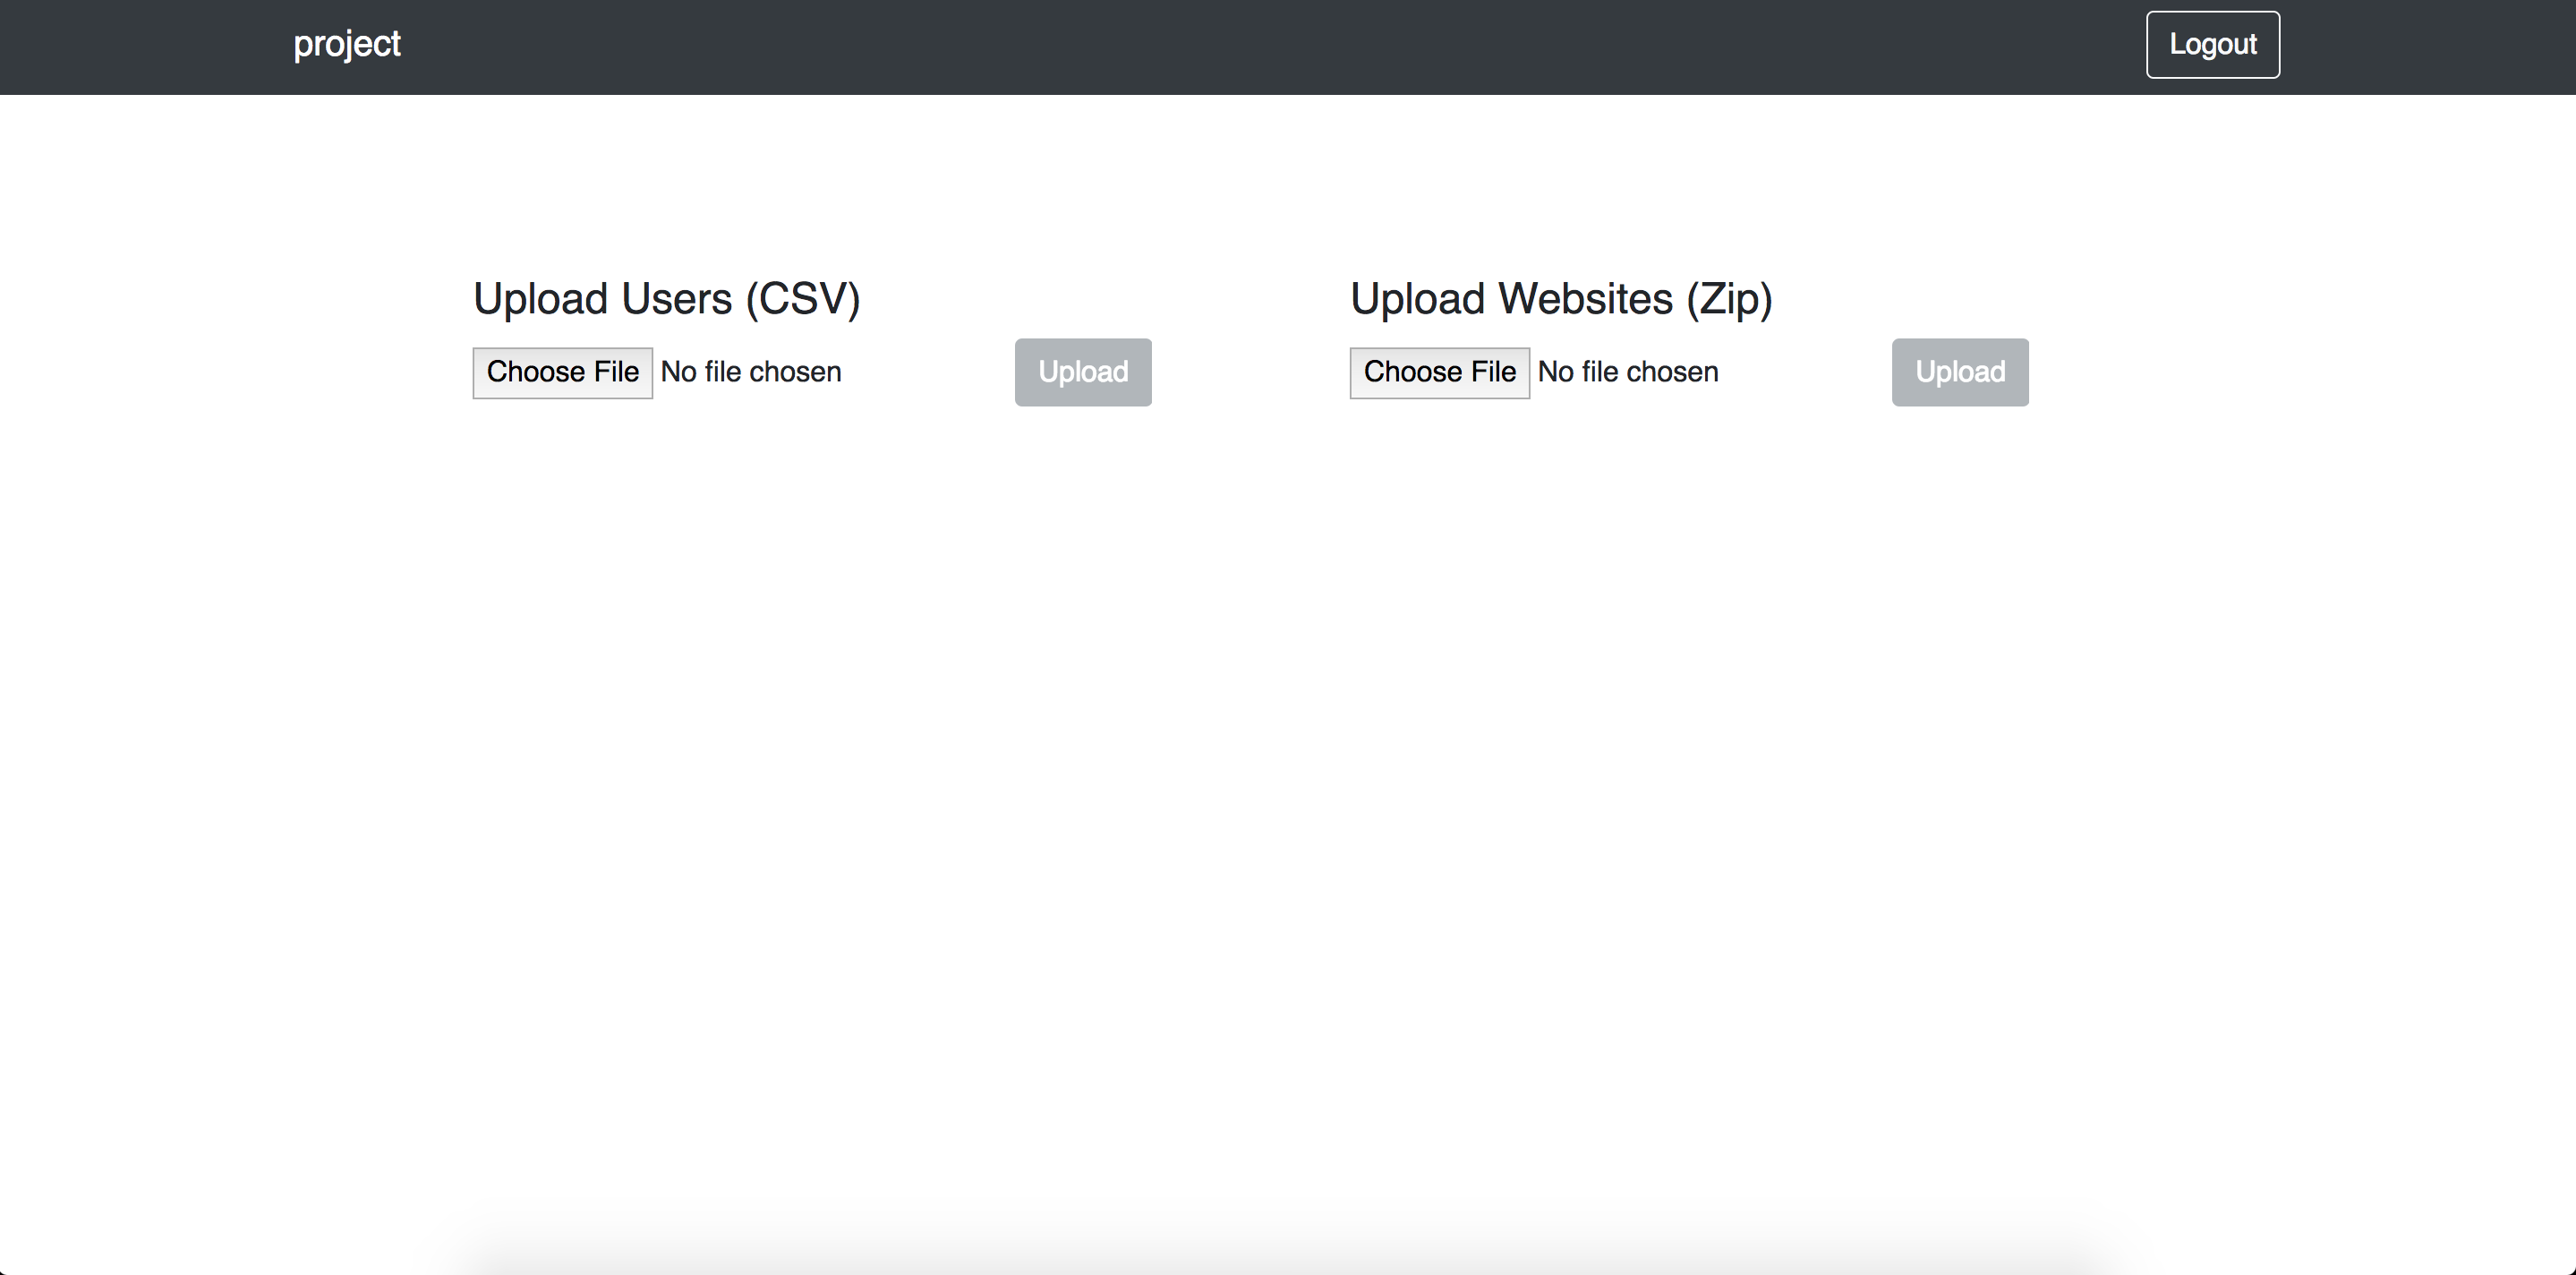 project
Logout
Upload Users (CSV)
Choose File No file chosen
Upload
Upload Websites (Zip)
Choose File No file chosen
Upload